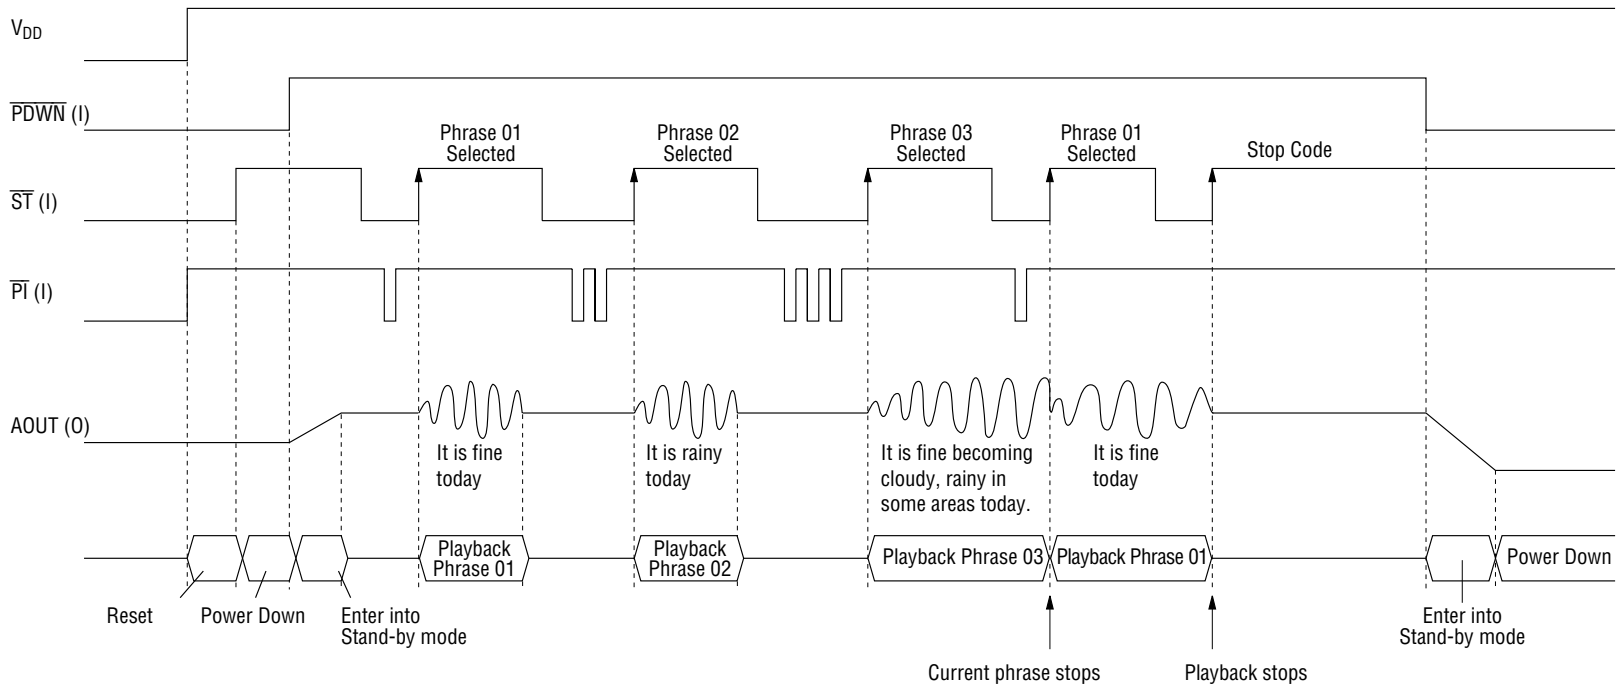 VDD
PDWN (I)
Phrase 01
Selected
Phrase 02
Selected
Phrase 03
Selected
Phrase 01
Selected
Stop Code
ST (I)
PI (I)
AOUT (O)
It is fine
today
It is rainy
today
It is fine becoming
cloudy, rainy in
some areas today.
It is fine
today
Playback
Phrase 01
Playback
Phrase 02
Playback Phrase 03
Playback Phrase 01
Power Down
Reset
Power Down
Enter into
Stand-by mode
Enter into
Stand-by mode
Current phrase stops
Playback stops